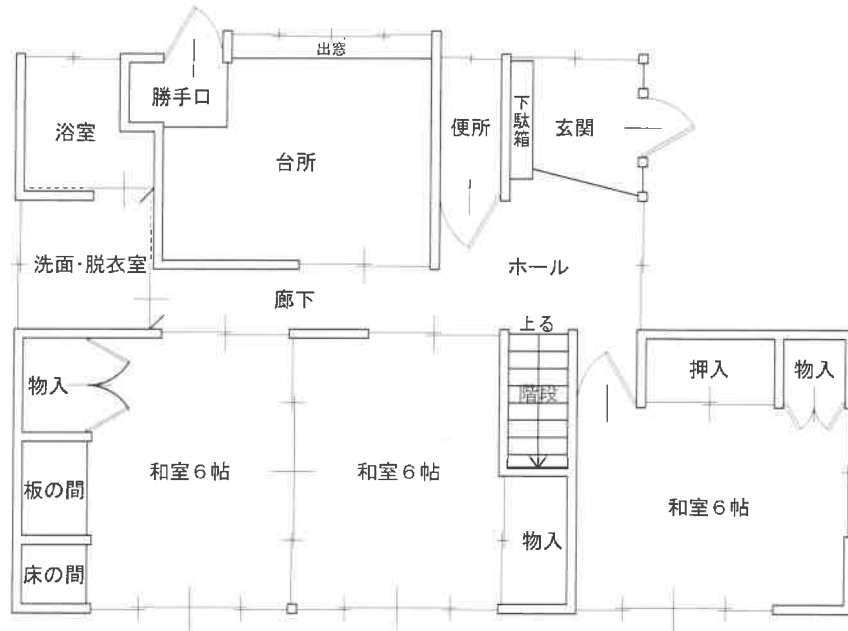 出窓
勝手口
浴室
台所
便所
下駄箱
玄関
洗面・脱衣室
廊下
ホール
上る
階段
物入
押入
物入
和室6帖
和室6帖
和室6帖
板の間
床の間
物入